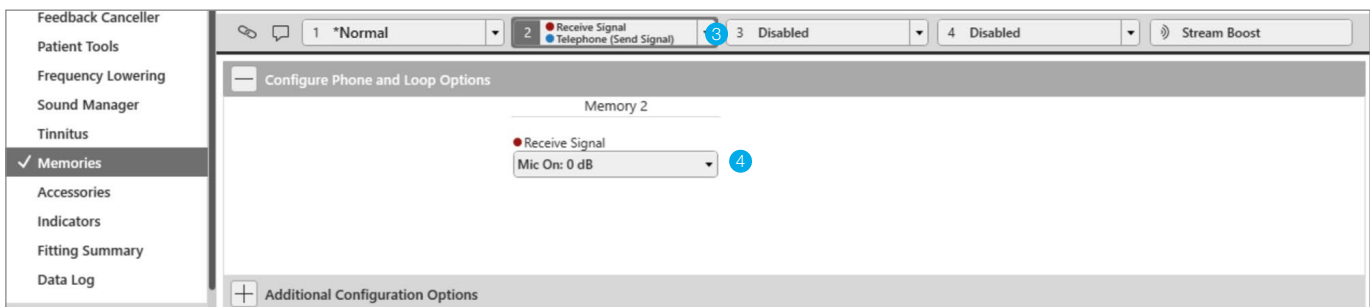 Feedback Canceller
Patient Tools
Frequency Lowering
Sound Manager
Tinnitus
✓ Memories
Accessories
Indicators
Fitting Summary
Data Log
1 *Normal
2 Receive Signal
Telephone (Send Signal)
3
3 Disabled
4 Disabled
Stream Boost
Configure Phone and Loop Options
Memory 2
Receive Signal
Mic On: 0 dB
4
Additional Configuration Options